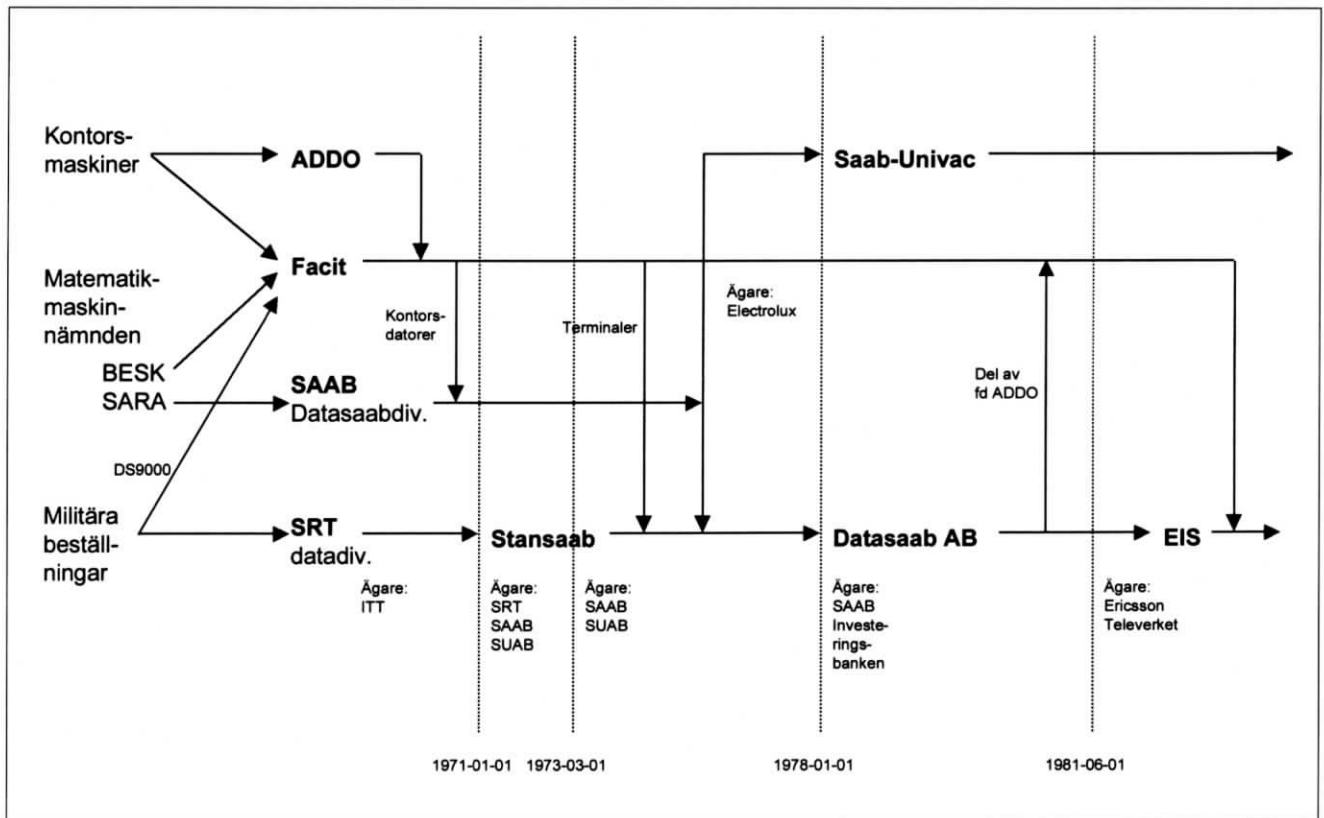 Kontors-
maskiner
ADDO
Saab-Univac
Facit
Matematik-
maskin-
nämnden
BESK
SARA
Kontors-
datorer
Terminaler
Ägare:
Electrolux
SAAB
Datasaabdiv.
Del av
fd ADDO
DS9000
Militära
beställ-
ningar
SRT
datadiv.
Stansaab
Datasaab AB
EIS
Ägare:
ITT
Ägare:
SRT
SAAB
SUAB
Ägare:
SAAB
SUAB
Ägare:
SAAB
Investe-
rings-
banken
Ägare:
Ericsson
Televerket
1971-01-01
1973-03-01
1978-01-01
1981-06-01